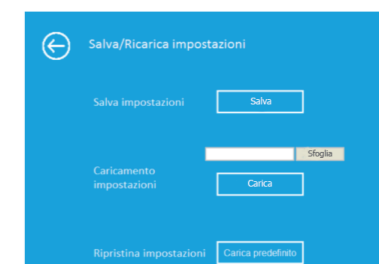 Salva/Ricarica impostazioni
Salva impostazioni
Salva
Sfoglia
Caricamento
impostazioni
Carica
Ripristina impostazioni
Carica predefinito